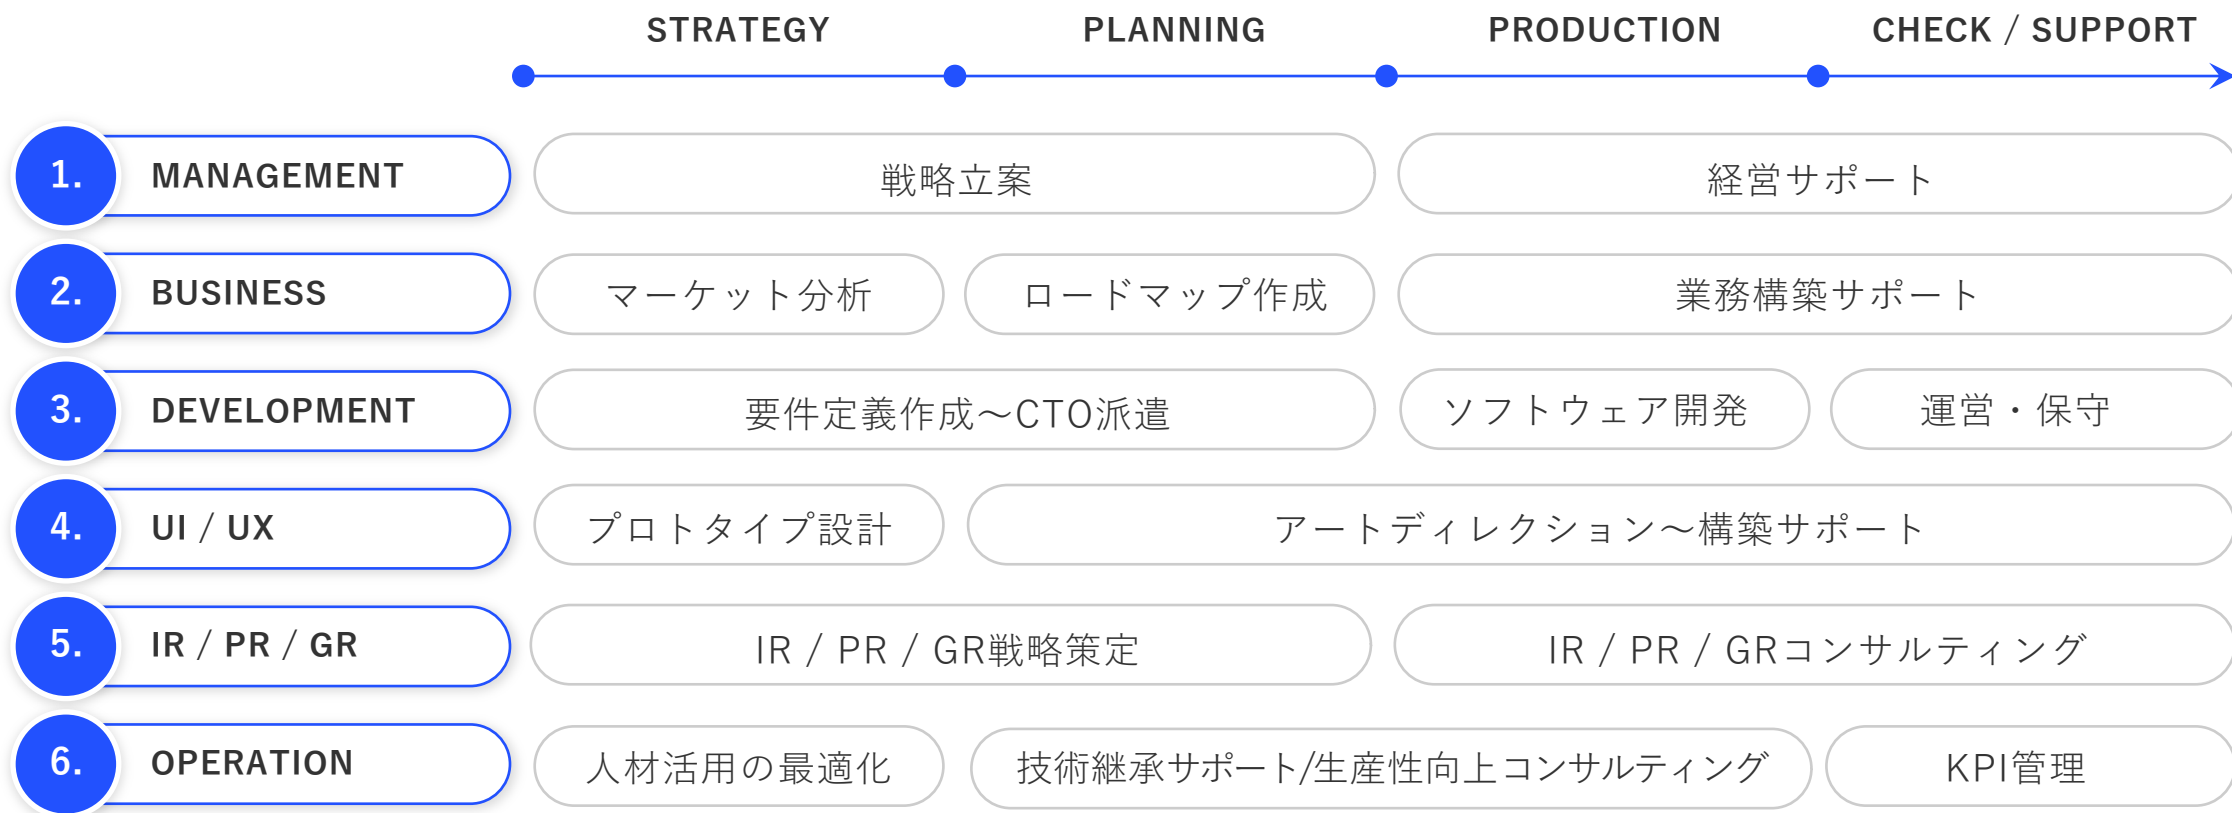 STRATEGY PLANNING PRODUCTION CHECK / SUPPORT
1. MANAGEMENT 戦略立案 経営サポート
2. BUSINESS マーケット分析 ロードマップ作成 業務構築サポート
3. DEVELOPMENT 要件定義作成〜CTO派遣 ソフトウェア開発 運営・保守
4. UI / UX プロトタイプ設計 アートディレクション〜構築サポート
5. IR / PR / GR IR / PR / GR戦略策定 IR / PR / GRコンサルティング
6. OPERATION 人材活用の最適化 技術継承サポート/生産性向上コンサルティング KPI管理